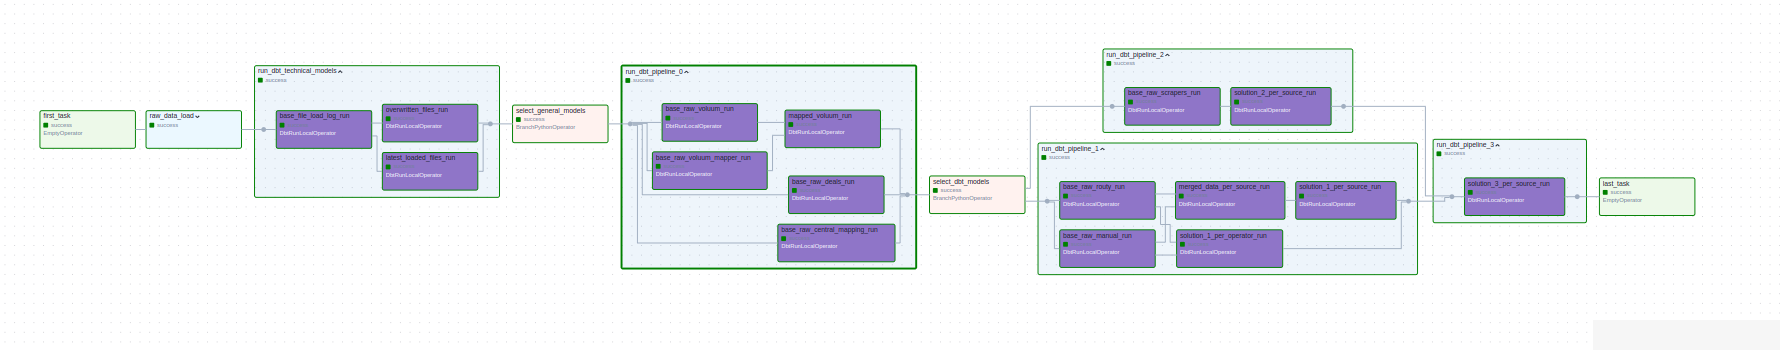 first_task
success
EmptyOperator
raw_data_load
success
run_dbt_technical_models
success
base_file_load_log_run
DbtRunLocalOperator
overwritten_files_run
DbtRunLocalOperator
latest_loaded_files_run
DbtRunLocalOperator
select_general_models
success
BranchPythonOperator
run_dbt_pipeline_0
success
base_raw_voluum_run
DbtRunLocalOperator
mapped_voluum_run
DbtRunLocalOperator
base_raw_voluum_mapper_run
DbtRunLocalOperator
base_raw_deals_run
DbtRunLocalOperator
base_raw_central_mapping_run
DbtRunLocalOperator
select_dbt_models
success
BranchPythonOperator
run_dbt_pipeline_2
success
base_raw_scrapers_run
DbtRunLocalOperator
solution_2_per_source_run
DbtRunLocalOperator
run_dbt_pipeline_1
success
base_raw_routy_run
DbtRunLocalOperator
merged_data_per_source_run
DbtRunLocalOperator
solution_1_per_source_run
DbtRunLocalOperator
base_raw_manual_run
DbtRunLocalOperator
solution_1_per_operator_run
DbtRunLocalOperator
run_dbt_pipeline_3
success
solution_3_per_source_run
DbtRunLocalOperator
last_task
success
EmptyOperator